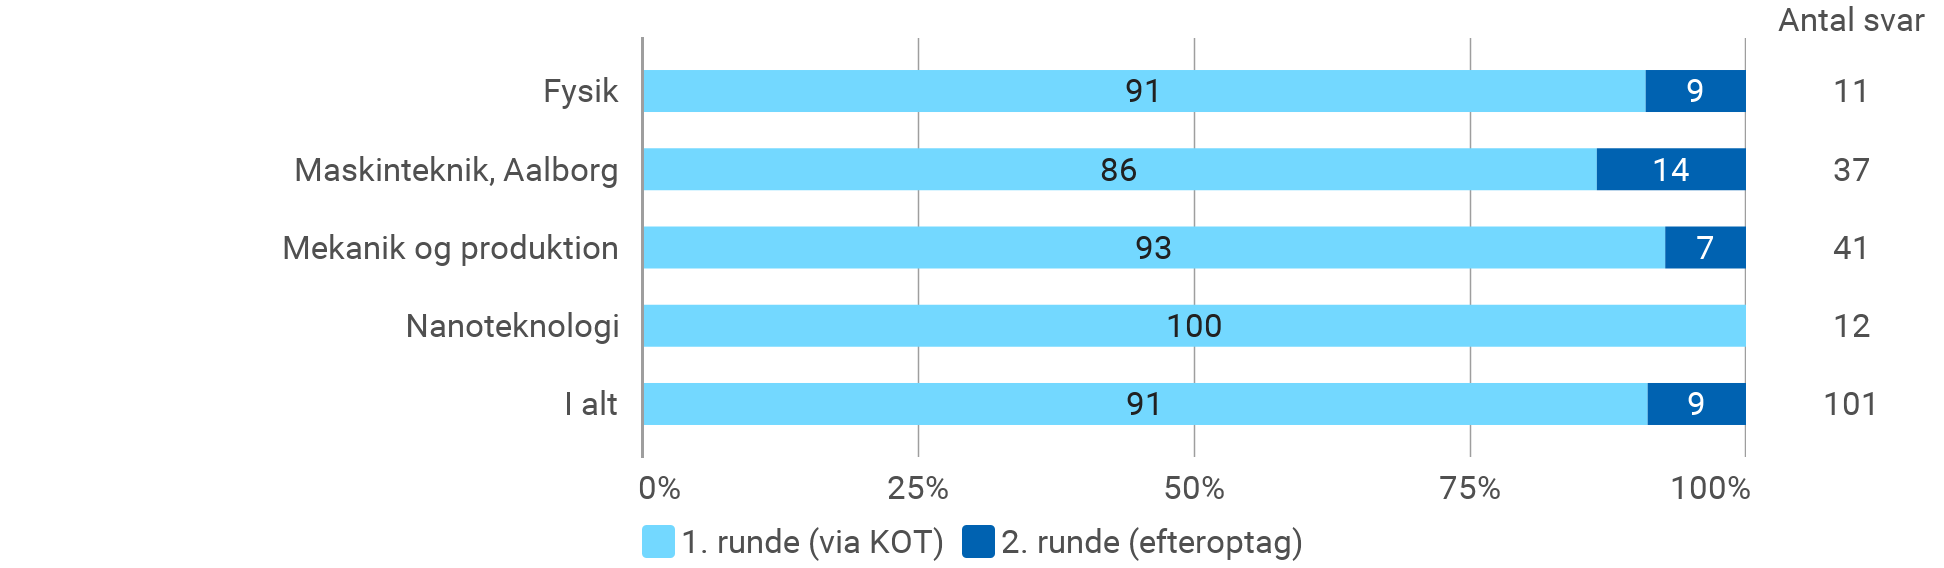 Antal svar
Fysik 91 9 11
Maskinteknik, Aalborg 86 14 37
Mekanik og produktion 93 7 41
Nanoteknologi 100 12
I alt 91 9 101
0% 25% 50% 75% 100%
1. runde (via KOT) 2. runde (efteroptag)